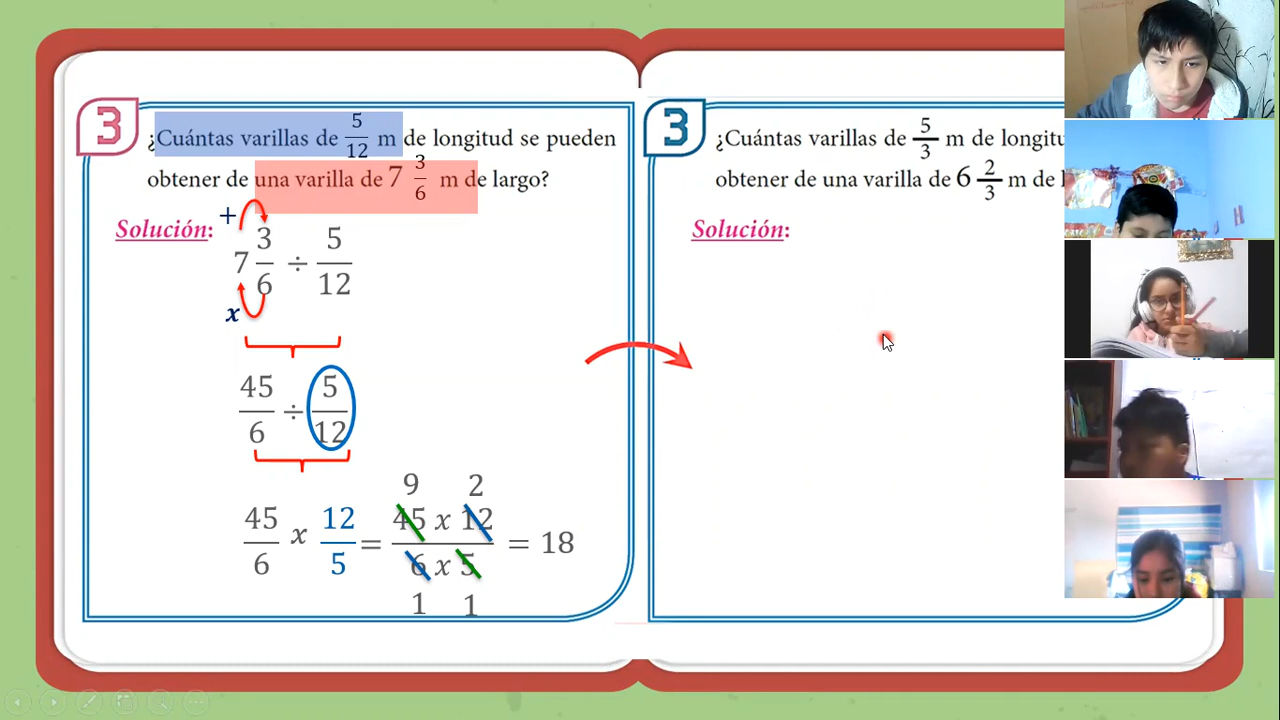 3
¿Cuántas varillas de 5/12 m de longitud se pueden
obtener de una varilla de 7 3/6 m de largo?
Solución:
+
7 3/6 ÷ 5/12
x
45/6 ÷ 5/12
9 2
45/6 x 12/5 = 45 x 12 / 6 x 5 = 18
1 1
3
¿Cuántas varillas de 5/3 m de longitu
obtener de una varilla de 6 2/3 m de l
Solución: